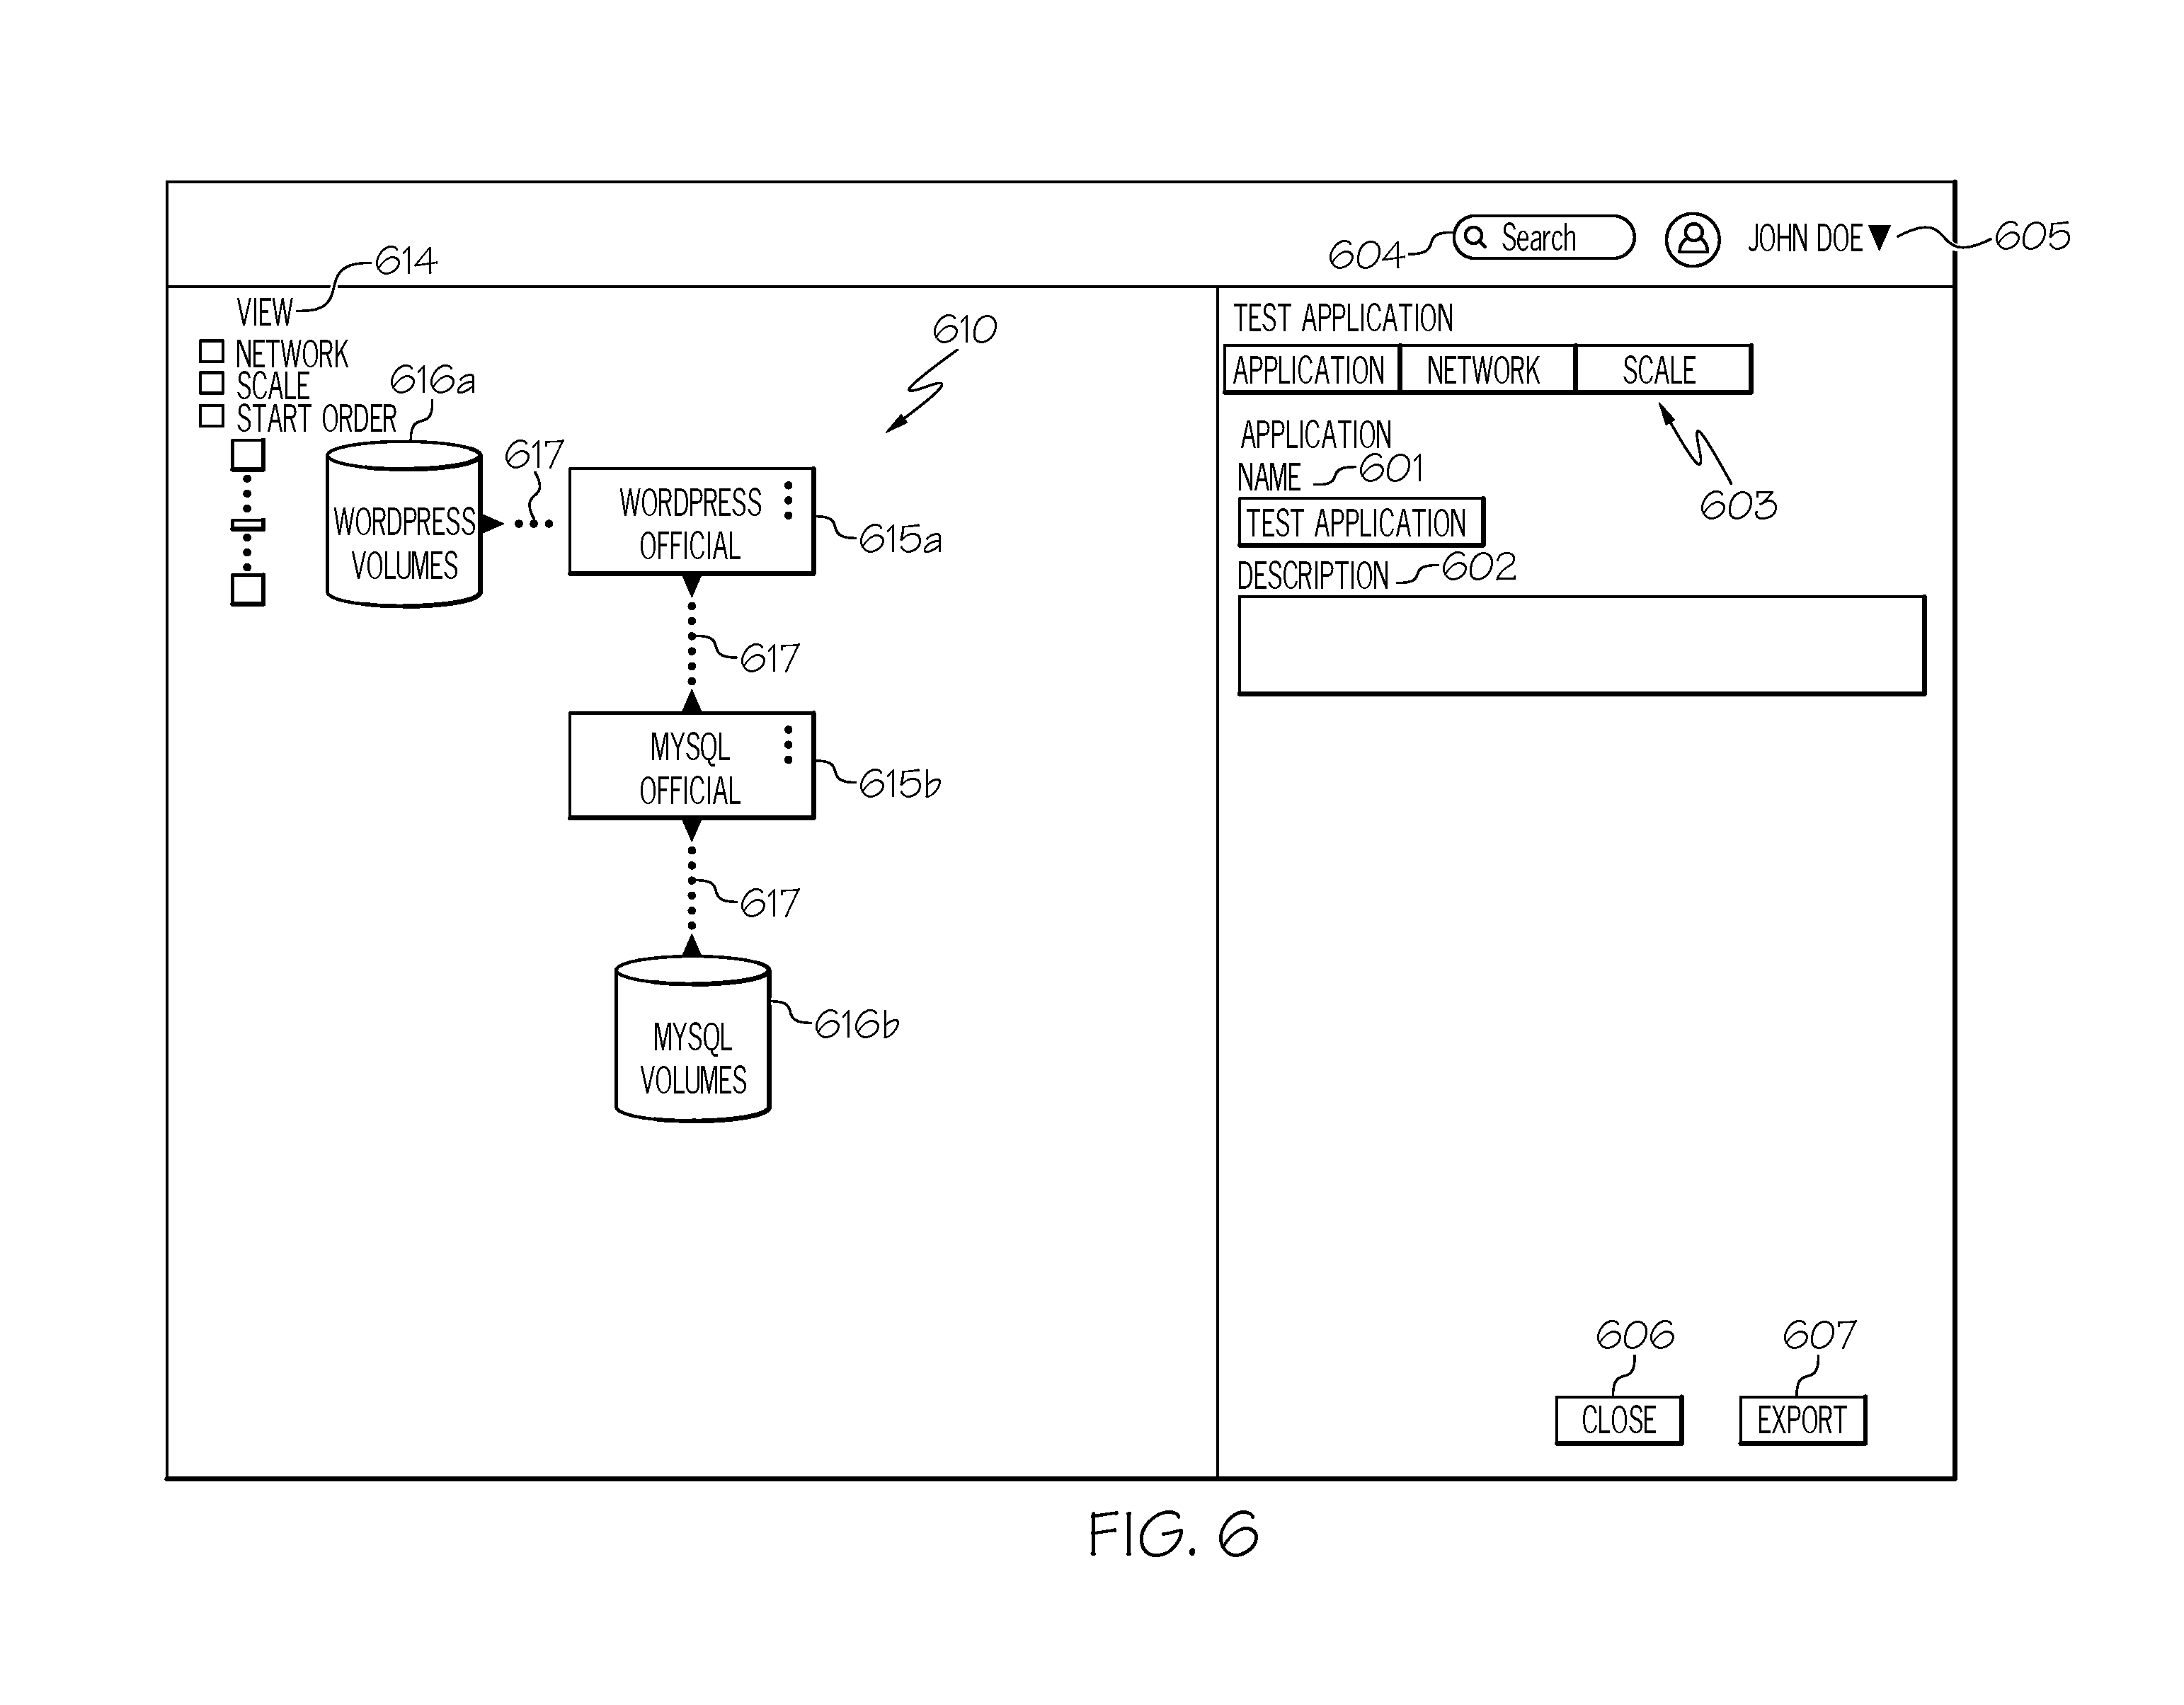 604
Search
JOHN DOE
605
614
VIEW
NETWORK
SCALE
START ORDER
616a
617
610
WORDPRESS
VOLUMES
WORDPRESS
OFFICIAL
615a
617
MYSQL
OFFICIAL
615b
617
MYSQL
VOLUMES
616b
TEST APPLICATION
APPLICATION
NETWORK
SCALE
603
APPLICATION
NAME
601
TEST APPLICATION
DESCRIPTION
602
606
607
CLOSE
EXPORT
FIG. 6